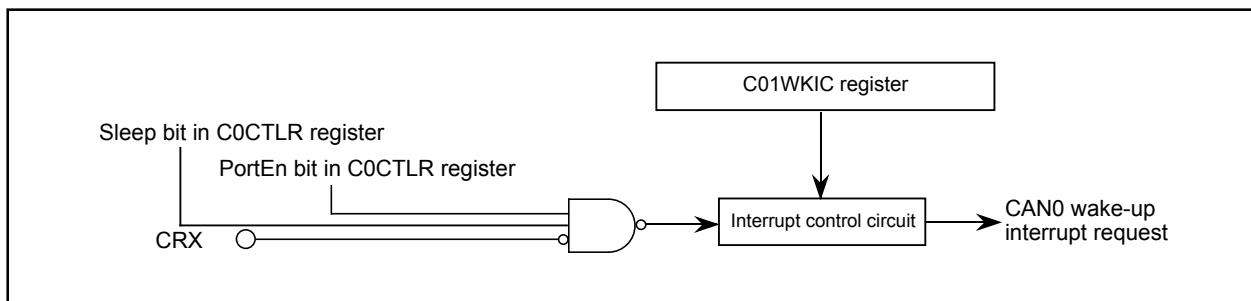 C01WKIC register
Sleep bit in C0CTLR register
PortEn bit in C0CTLR register
CRX
Interrupt control circuit
CAN0 wake-up
interrupt request